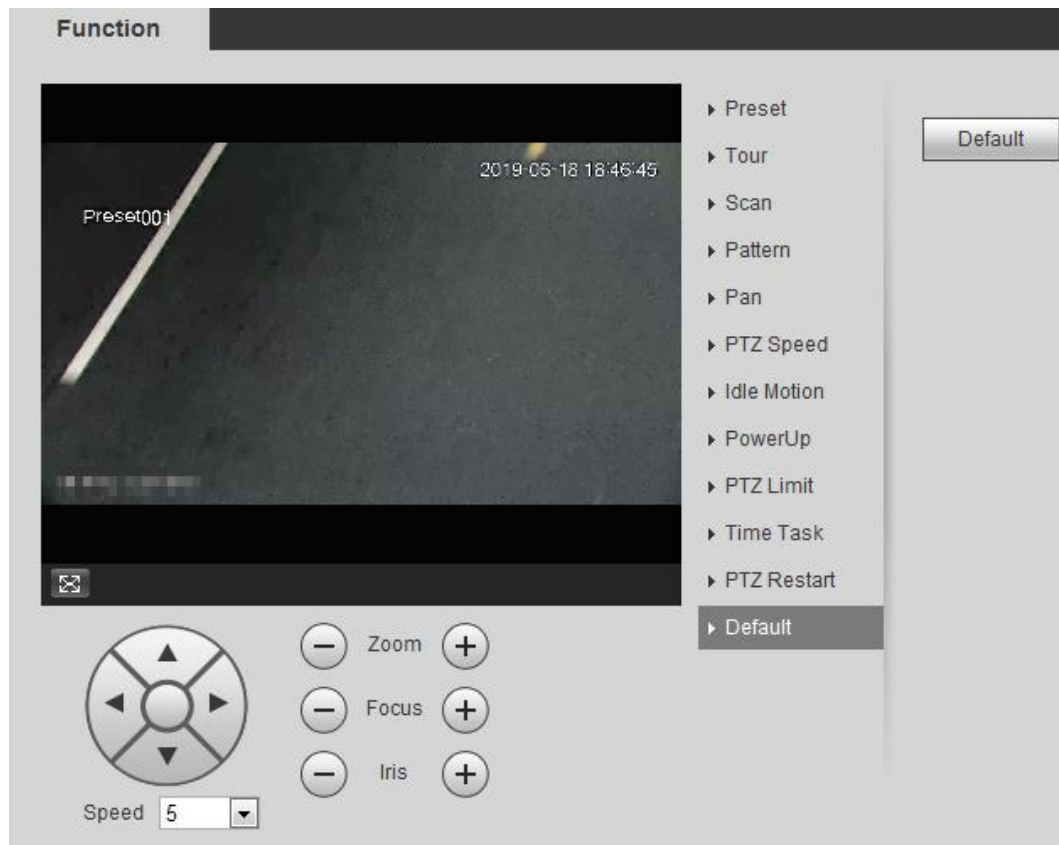 Function
2019-06-18 18:46:45
Preset001
Preset
Tour
Scan
Pattern
Pan
PTZ Speed
Idle Motion
PowerUp
PTZ Limit
Time Task
PTZ Restart
Default
Default
Zoom
Focus
Iris
Speed 5